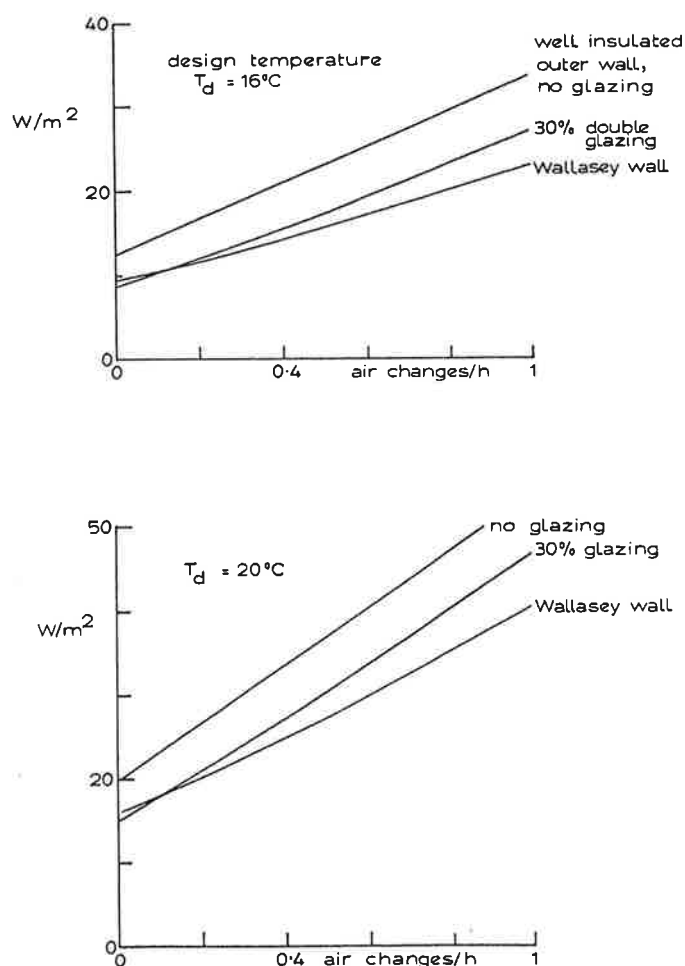 40
design temperature
T_d = 16°C
well insulated
outer wall,
no glazing
W/m²
30% double
glazing
20
Wallasey wall
0
0
0·4
air changes/h
1
50
no glazing
30% glazing
T_d = 20°C
W/m²
Wallasey wall
20
0
0
0·4
air changes/h
1